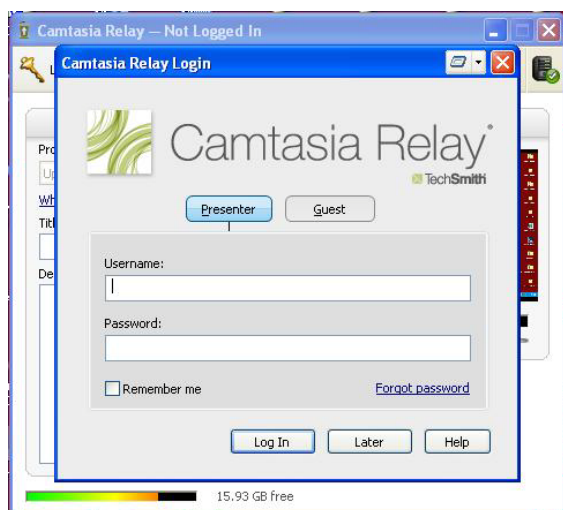 Camtasia Relay — Not Logged In
Camtasia Relay Login
Camtasia Relay
TechSmith
Presenter
Guest
Username:
Password:
Remember me
Forgot password
Log In
Later
Help
15.93 GB free